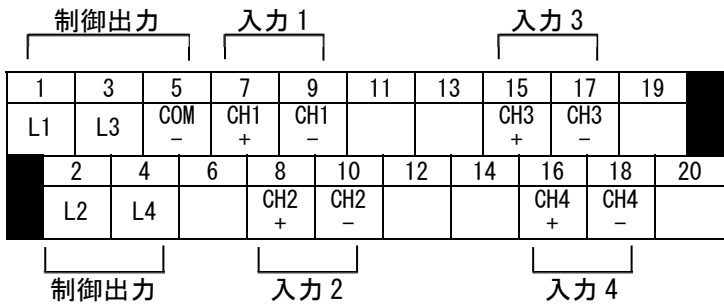 制御出力 入力1 入力3
1 3 5 7 9 11 13 15 17 19
L1 L3 COM － CH1 ＋ CH1 － CH3 ＋ CH3 －
2 4 6 8 10 12 14 16 18 20
L2 L4 CH2 ＋ CH2 － CH4 ＋ CH4 －
制御出力 入力2 入力4